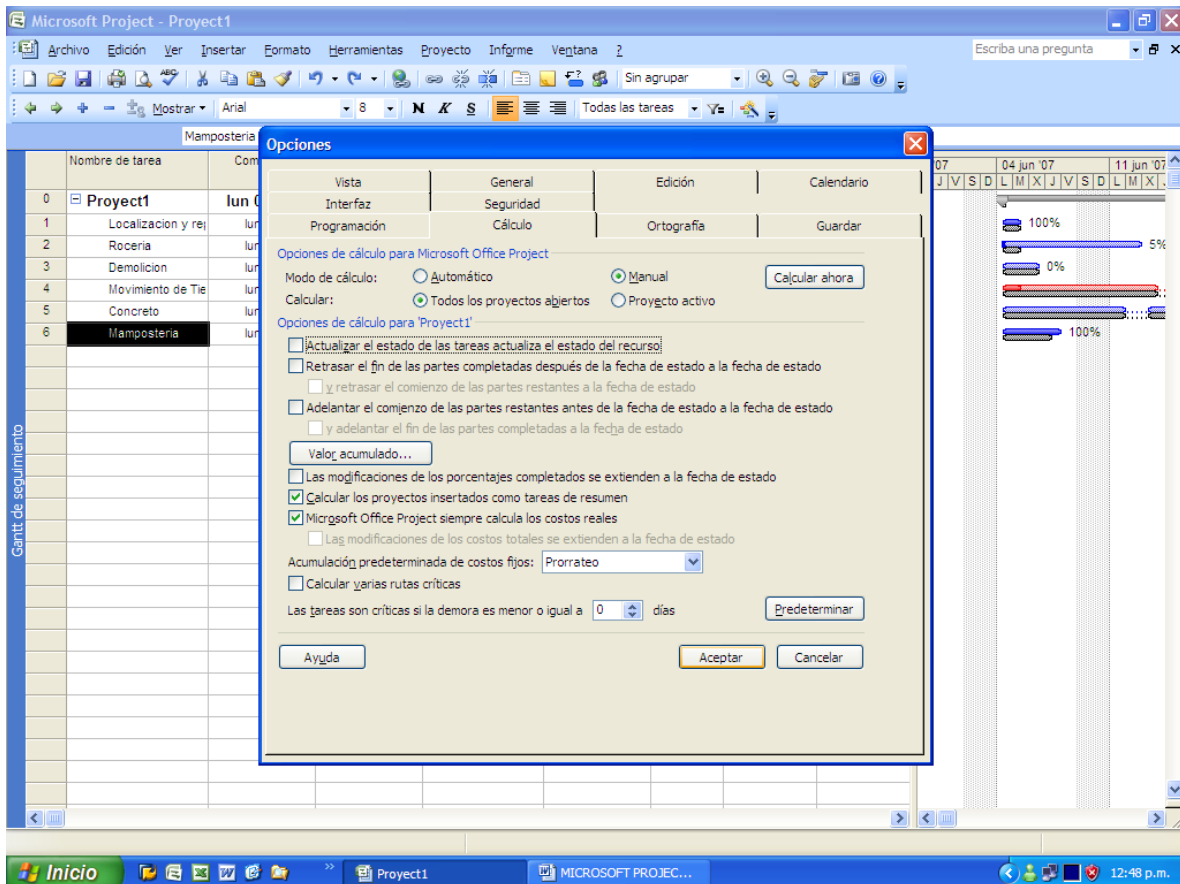 Microsoft Project - Proyect1
Archivo Edición Ver Insertar Formato Herramientas Proyecto Informe Ventana ? Escriba una pregunta
Sin agrupar
Mostrar Arial 8 N K S Todas las tareas
Mamposteria
Opciones
Nombre de tarea Com
07 04 jun '07 11 jun '07
J V S D L M X J V S D L M X J
Vista General Edición Calendario
Interfaz Seguridad
Programación Cálculo Ortografía Guardar
0 Proyect1 lun 0
1 Localizacion y rep lun 100%
2 Roceria lun 5%
3 Demolicion lun 0%
4 Movimiento de Tie lun
5 Concreto lun
6 Mamposteria lun 100%
Opciones de cálculo para Microsoft Office Project
Modo de cálculo: Automático Manual Calcular ahora
Calcular: Todos los proyectos abiertos Proyecto activo
Opciones de cálculo para 'Proyect1'
Actualizar el estado de las tareas actualiza el estado del recurso
Retrasar el fin de las partes completadas después de la fecha de estado a la fecha de estado
y retrasar el comienzo de las partes restantes a la fecha de estado
Adelantar el comienzo de las partes restantes antes de la fecha de estado a la fecha de estado
y adelantar el fin de las partes completadas a la fecha de estado
Valor acumulado...
Las modificaciones de los porcentajes completados se extienden a la fecha de estado
Calcular los proyectos insertados como tareas de resumen
Microsoft Office Project siempre calcula los costos reales
Las modificaciones de los costos totales se extienden a la fecha de estado
Acumulación predeterminada de costos fijos: Prorrateo
Calcular varias rutas críticas
Las tareas son críticas si la demora es menor o igual a 0 días Predeterminar
Ayuda Aceptar Cancelar
Gantt de seguimiento
Inicio Proyect1 MICROSOFT PROJEC... 12:48 p.m.